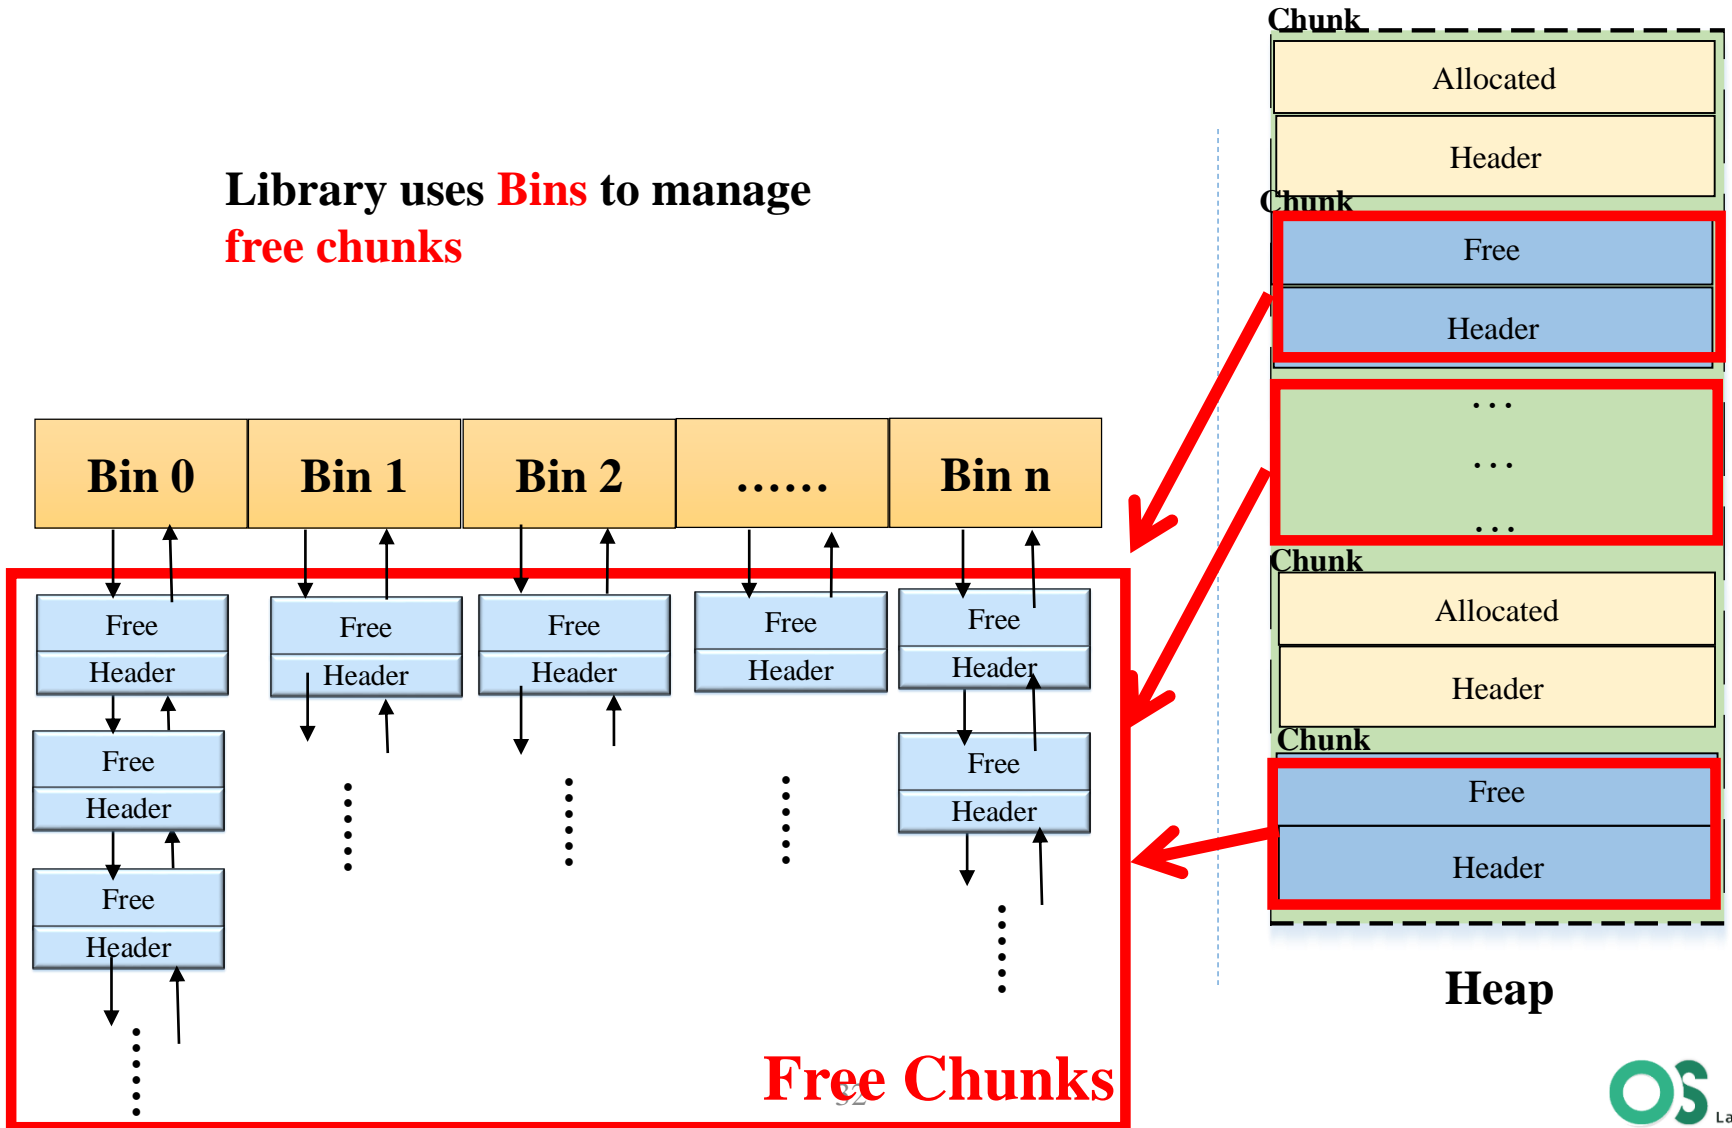 Library uses Bins to manage
free chunks
Bin 0
Bin 1
Bin 2
......
Bin n
Free
Header
Free
Header
Free
Header
Free
Header
Free
Header
Free
Header
Free
Header
Free
Header
Free Chunks
32
Chunk
Allocated
Header
Chunk
Free
Header
...
...
...
Chunk
Allocated
Header
Chunk
Free
Header
Heap
OS La